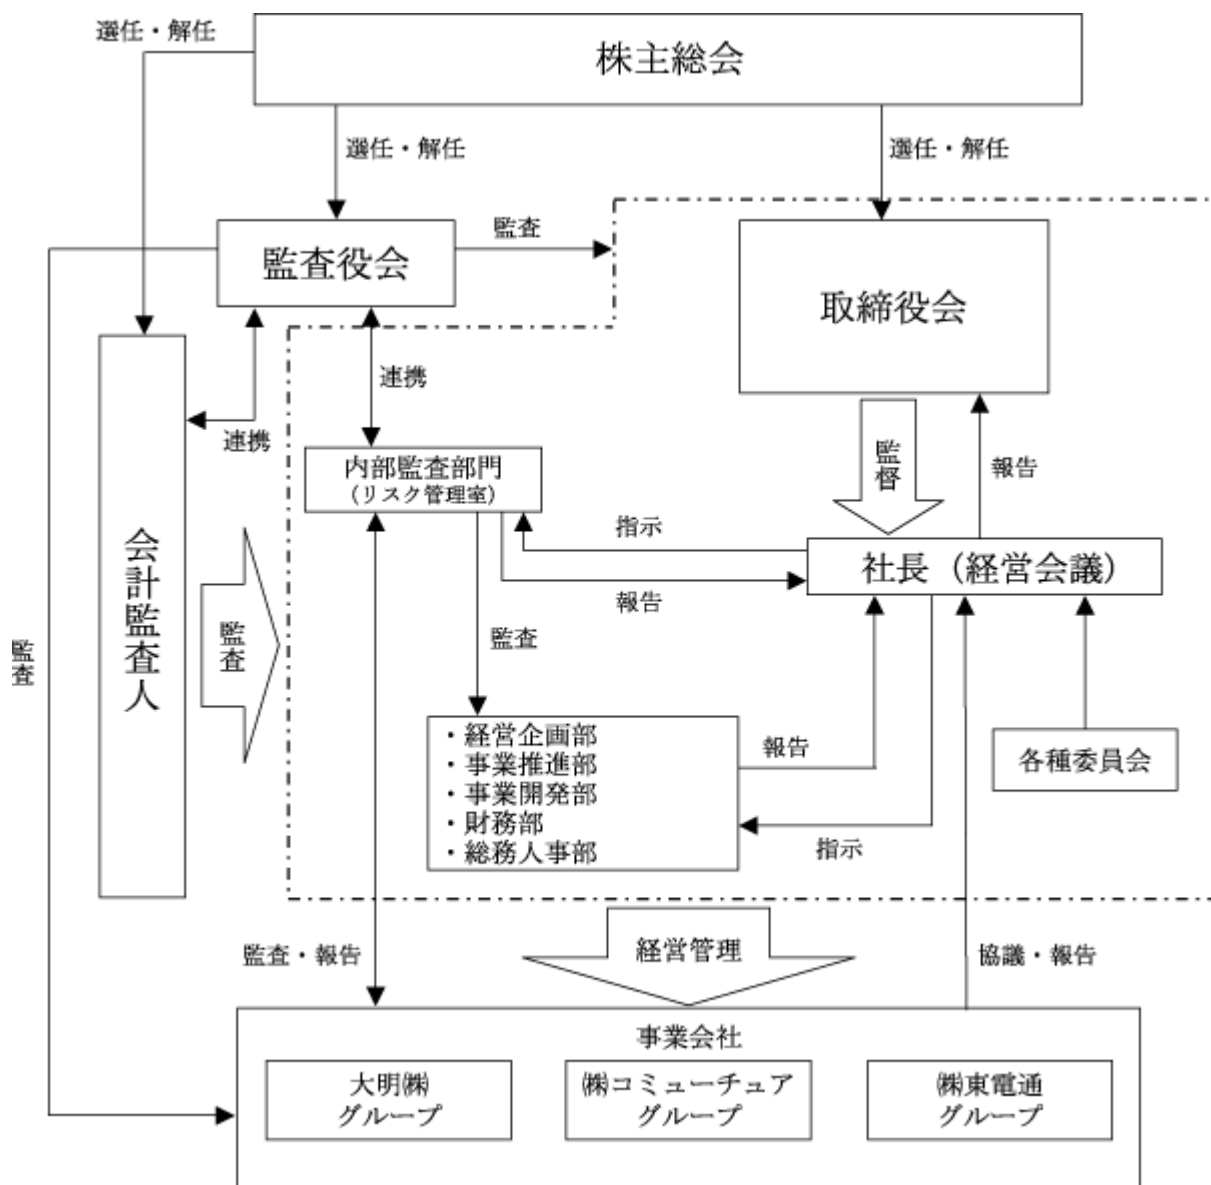 選任・解任
株主総会
選任・解任
選任・解任
監査役会
監査
取締役会
連携
連携
監督
報告
内部監査部門
（リスク管理室）
指示
社長（経営会議）
報告
会計監査人
監査
監査
監査
・経営企画部
・事業推進部
・事業開発部
・財務部
・総務人事部
報告
各種委員会
指示
監査・報告
経営管理
協議・報告
事業会社
大明㈱
グループ
㈱コミューチュア
グループ
㈱東電通
グループ